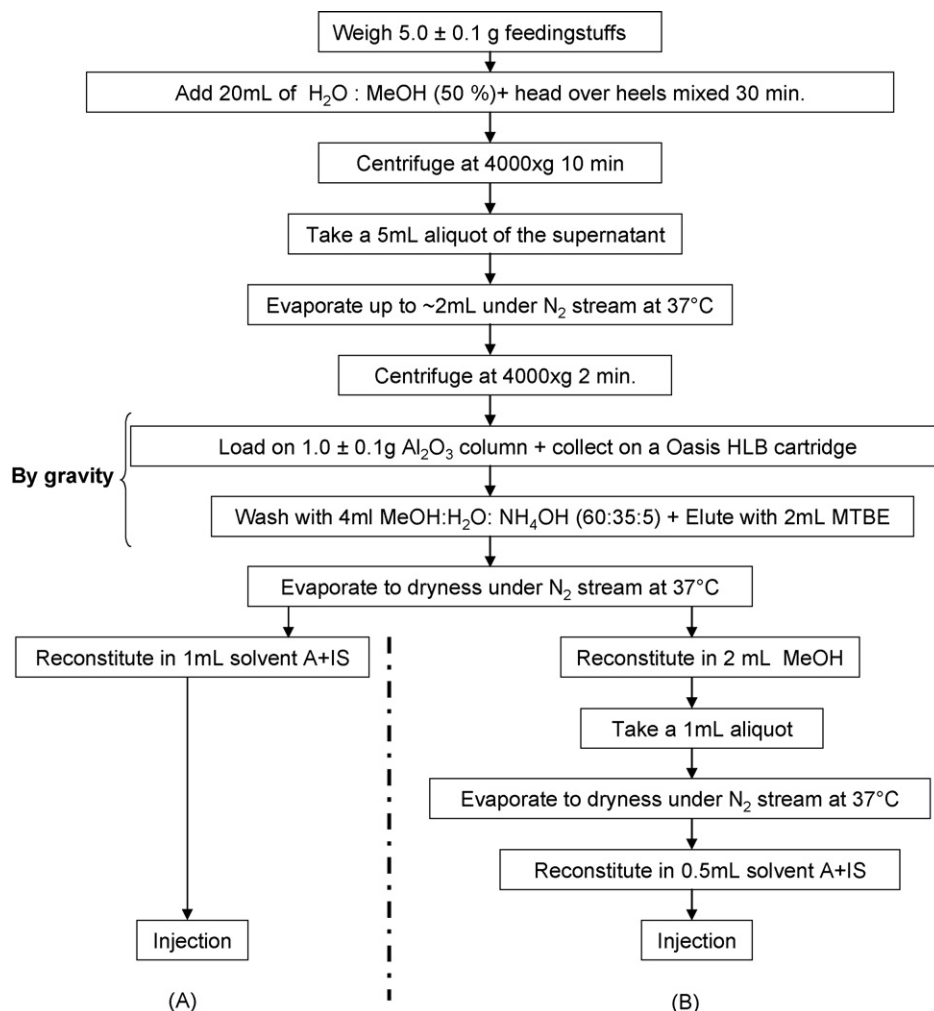 Weigh 5.0 ± 0.1 g feedingstuffs
Add 20mL of H₂O : MeOH (50 %)+ head over heels mixed 30 min.
Centrifuge at 4000xg 10 min
Take a 5mL aliquot of the supernatant
Evaporate up to ~2mL under N₂ stream at 37°C
Centrifuge at 4000xg 2 min.
By gravity
Load on 1.0 ± 0.1g Al₂O₃ column + collect on a Oasis HLB cartridge
Wash with 4ml MeOH:H₂O: NH₄OH (60:35:5) + Elute with 2mL MTBE
Evaporate to dryness under N₂ stream at 37°C
Reconstitute in 1mL solvent A+IS
Injection
(A)
Reconstitute in 2 mL MeOH
Take a 1mL aliquot
Evaporate to dryness under N₂ stream at 37°C
Reconstitute in 0.5mL solvent A+IS
Injection
(B)